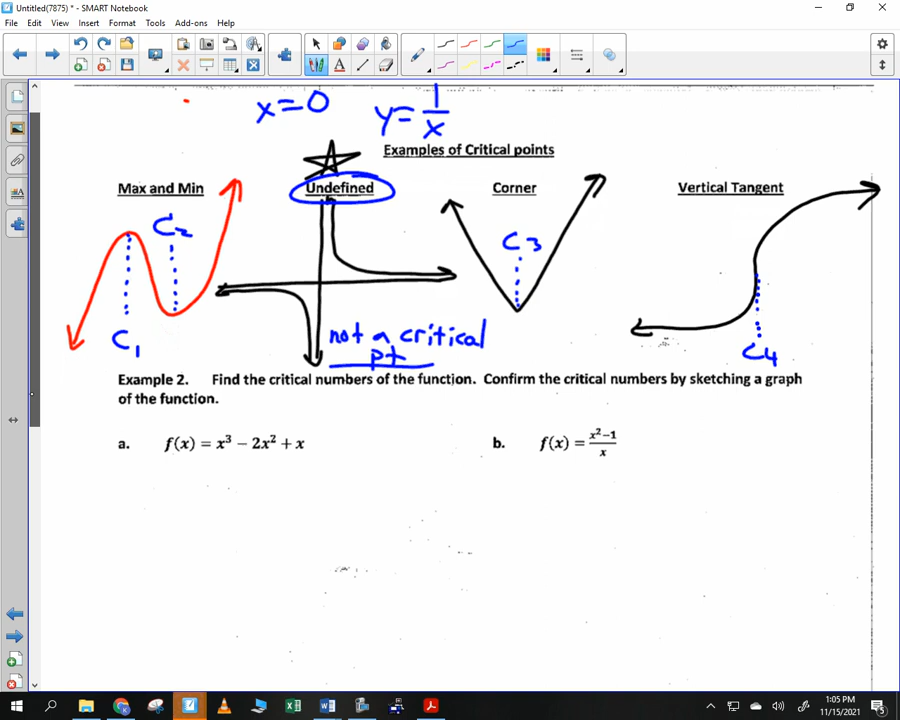 Untitled(7875) * - SMART Notebook
File Edit View Insert Format Tools Add-ons Help
x=0 y=1/x
Examples of Critical points
Max and Min Undefined Corner Vertical Tangent
C2 C3
C1 not a critical pt C4
Example 2. Find the critical numbers of the function. Confirm the critical numbers by sketching a graph
of the function.
a. f(x) = x³ − 2x² + x b. f(x) = x²−1/x
1:05 PM
11/15/2021
5